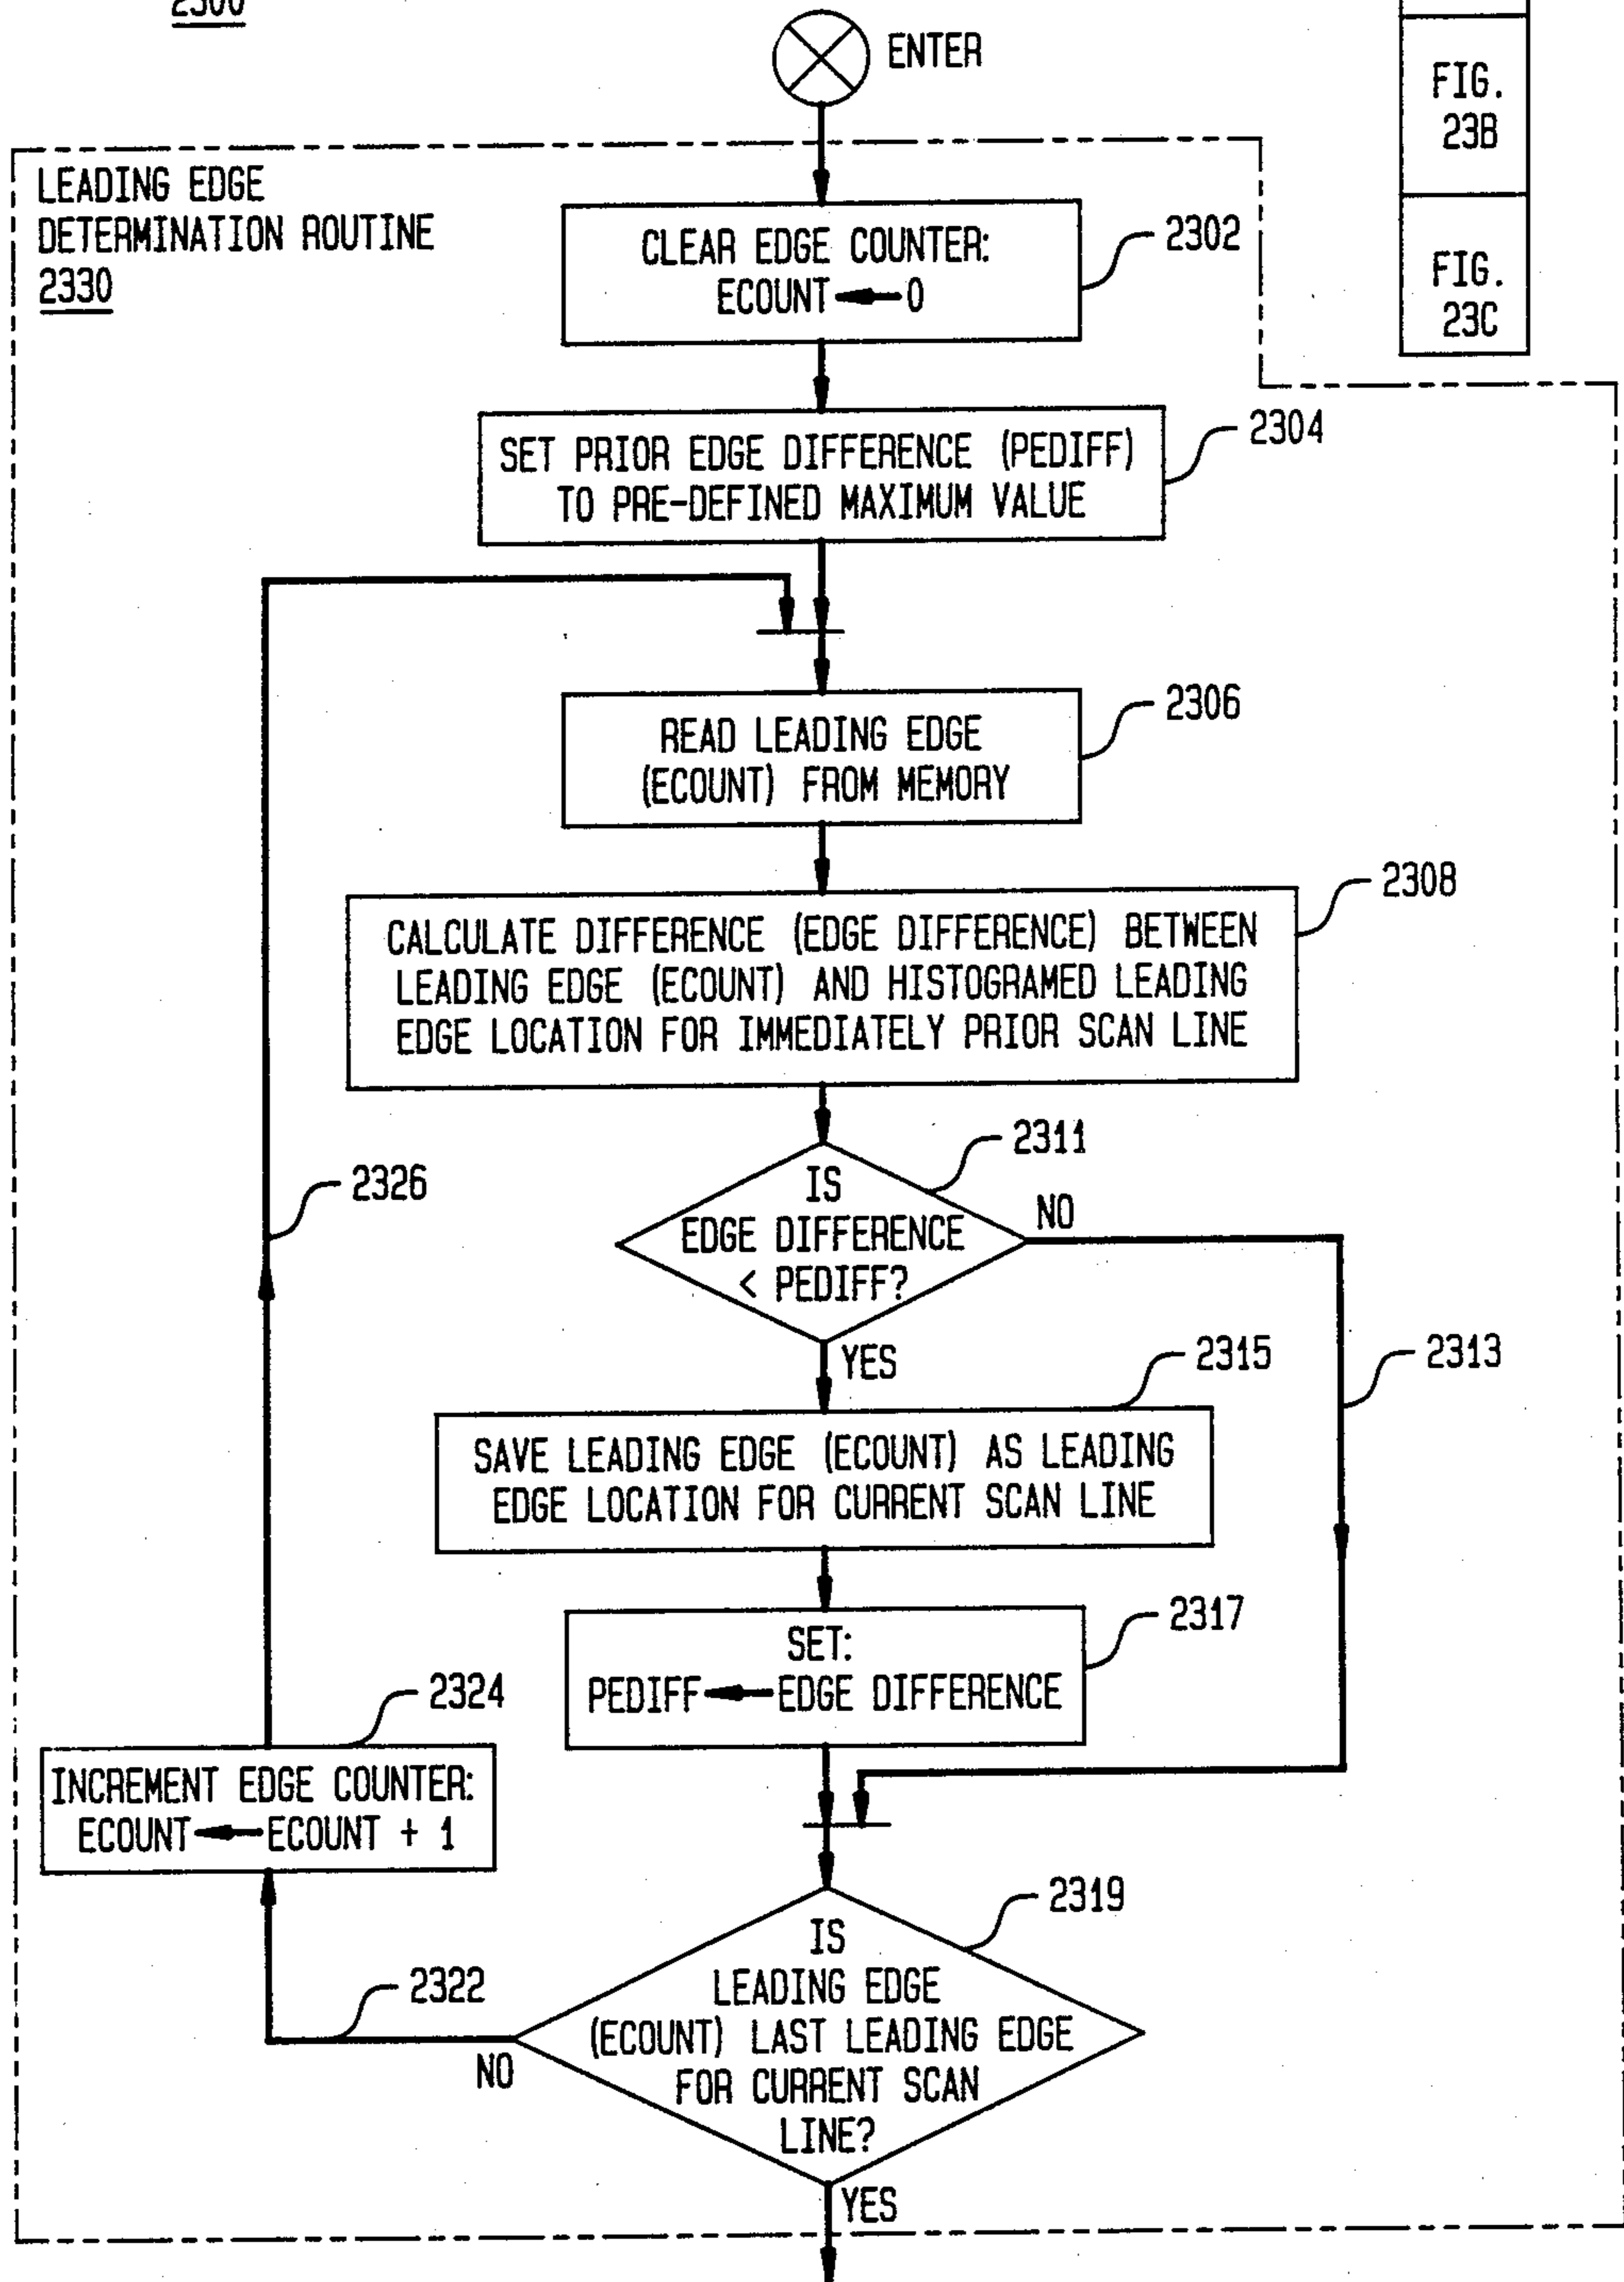 2300
ENTER
FIG.
23B
FIG.
23C
LEADING EDGE
DETERMINATION ROUTINE
2330
CLEAR EDGE COUNTER:
ECOUNT ← 0
2302
SET PRIOR EDGE DIFFERENCE (PEDIFF)
TO PRE-DEFINED MAXIMUM VALUE
2304
READ LEADING EDGE
(ECOUNT) FROM MEMORY
2306
CALCULATE DIFFERENCE (EDGE DIFFERENCE) BETWEEN
LEADING EDGE (ECOUNT) AND HISTOGRAMED LEADING
EDGE LOCATION FOR IMMEDIATELY PRIOR SCAN LINE
2308
IS
EDGE DIFFERENCE
< PEDIFF?
2311
NO
2326
YES
2313
SAVE LEADING EDGE (ECOUNT) AS LEADING
EDGE LOCATION FOR CURRENT SCAN LINE
2315
SET:
PEDIFF ← EDGE DIFFERENCE
2317
INCREMENT EDGE COUNTER:
ECOUNT ← ECOUNT + 1
2324
IS
LEADING EDGE
(ECOUNT) LAST LEADING EDGE
FOR CURRENT SCAN
LINE?
2319
2322
NO
YES